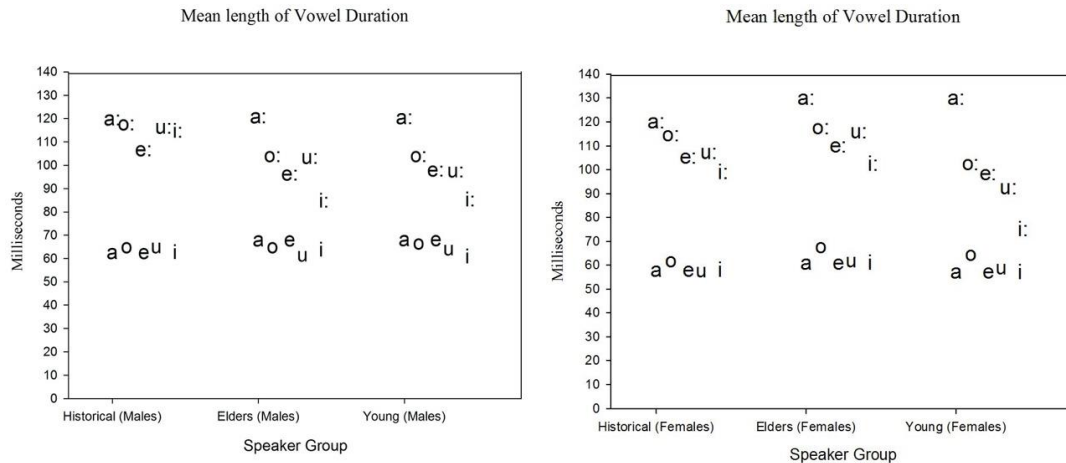 Mean length of Vowel Duration
140
130
120
110
100
90
80
70
60
50
40
30
20
10
0
Milliseconds
a: o: e: u: i:
a o e u i
a: o: e: u: i:
a o e u i
a: o: e: u: i:
a o e u i
Historical (Males) Elders (Males) Young (Males)
Speaker Group
Mean length of Vowel Duration
140
130
120
110
100
90
80
70
60
50
40
30
20
10
0
Milliseconds
a: o: e: u: i:
a o e u i
a: o: e: u: i:
a o e u i
a: o: e: u: i:
a o e u i
Historical (Females) Elders (Females) Young (Females)
Speaker Group